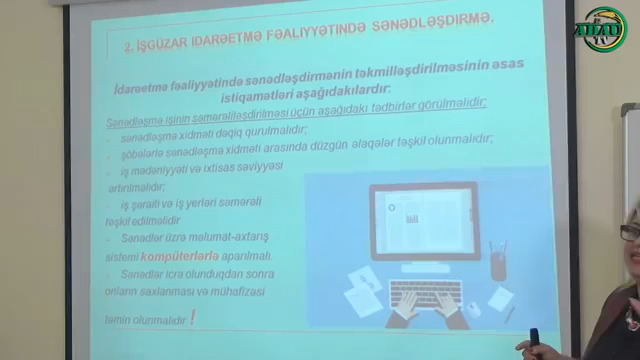 2. İŞGÜZAR İDARƏETMƏ FƏALİYYƏTİNDƏ SƏNƏDLƏŞDİRMƏ.
İdarəetmə fəaliyyətində sənədləşdirmənin təkmilləşdirilməsinin əsas
istiqamətləri aşağıdakılardır:
Sənədləşmə işinin səmərəliləşdirilməsi üçün aşağıdakı tədbirlər görülməlidir;
- sənədləşmə xidməti dəqiq qurulmalıdır;
- şöbələrlə sənədləşmə xidməti arasında düzgün əlaqələr təşkil olunmalıdır;
- iş mədəniyyəti və ixtisas səviyyəsi
artırılmalıdır;
- iş şəraiti və iş yerləri səmərəli
təşkil edilməlidir
- Sənədlər üzrə məlumat-axtarış
sistemi kompüterlərlə aparılmalı.
- Sənədlər icra olunduqdan sonra
onların saxlanması və mühafizəsi
təmin olunmalıdır !
ADAU
TV